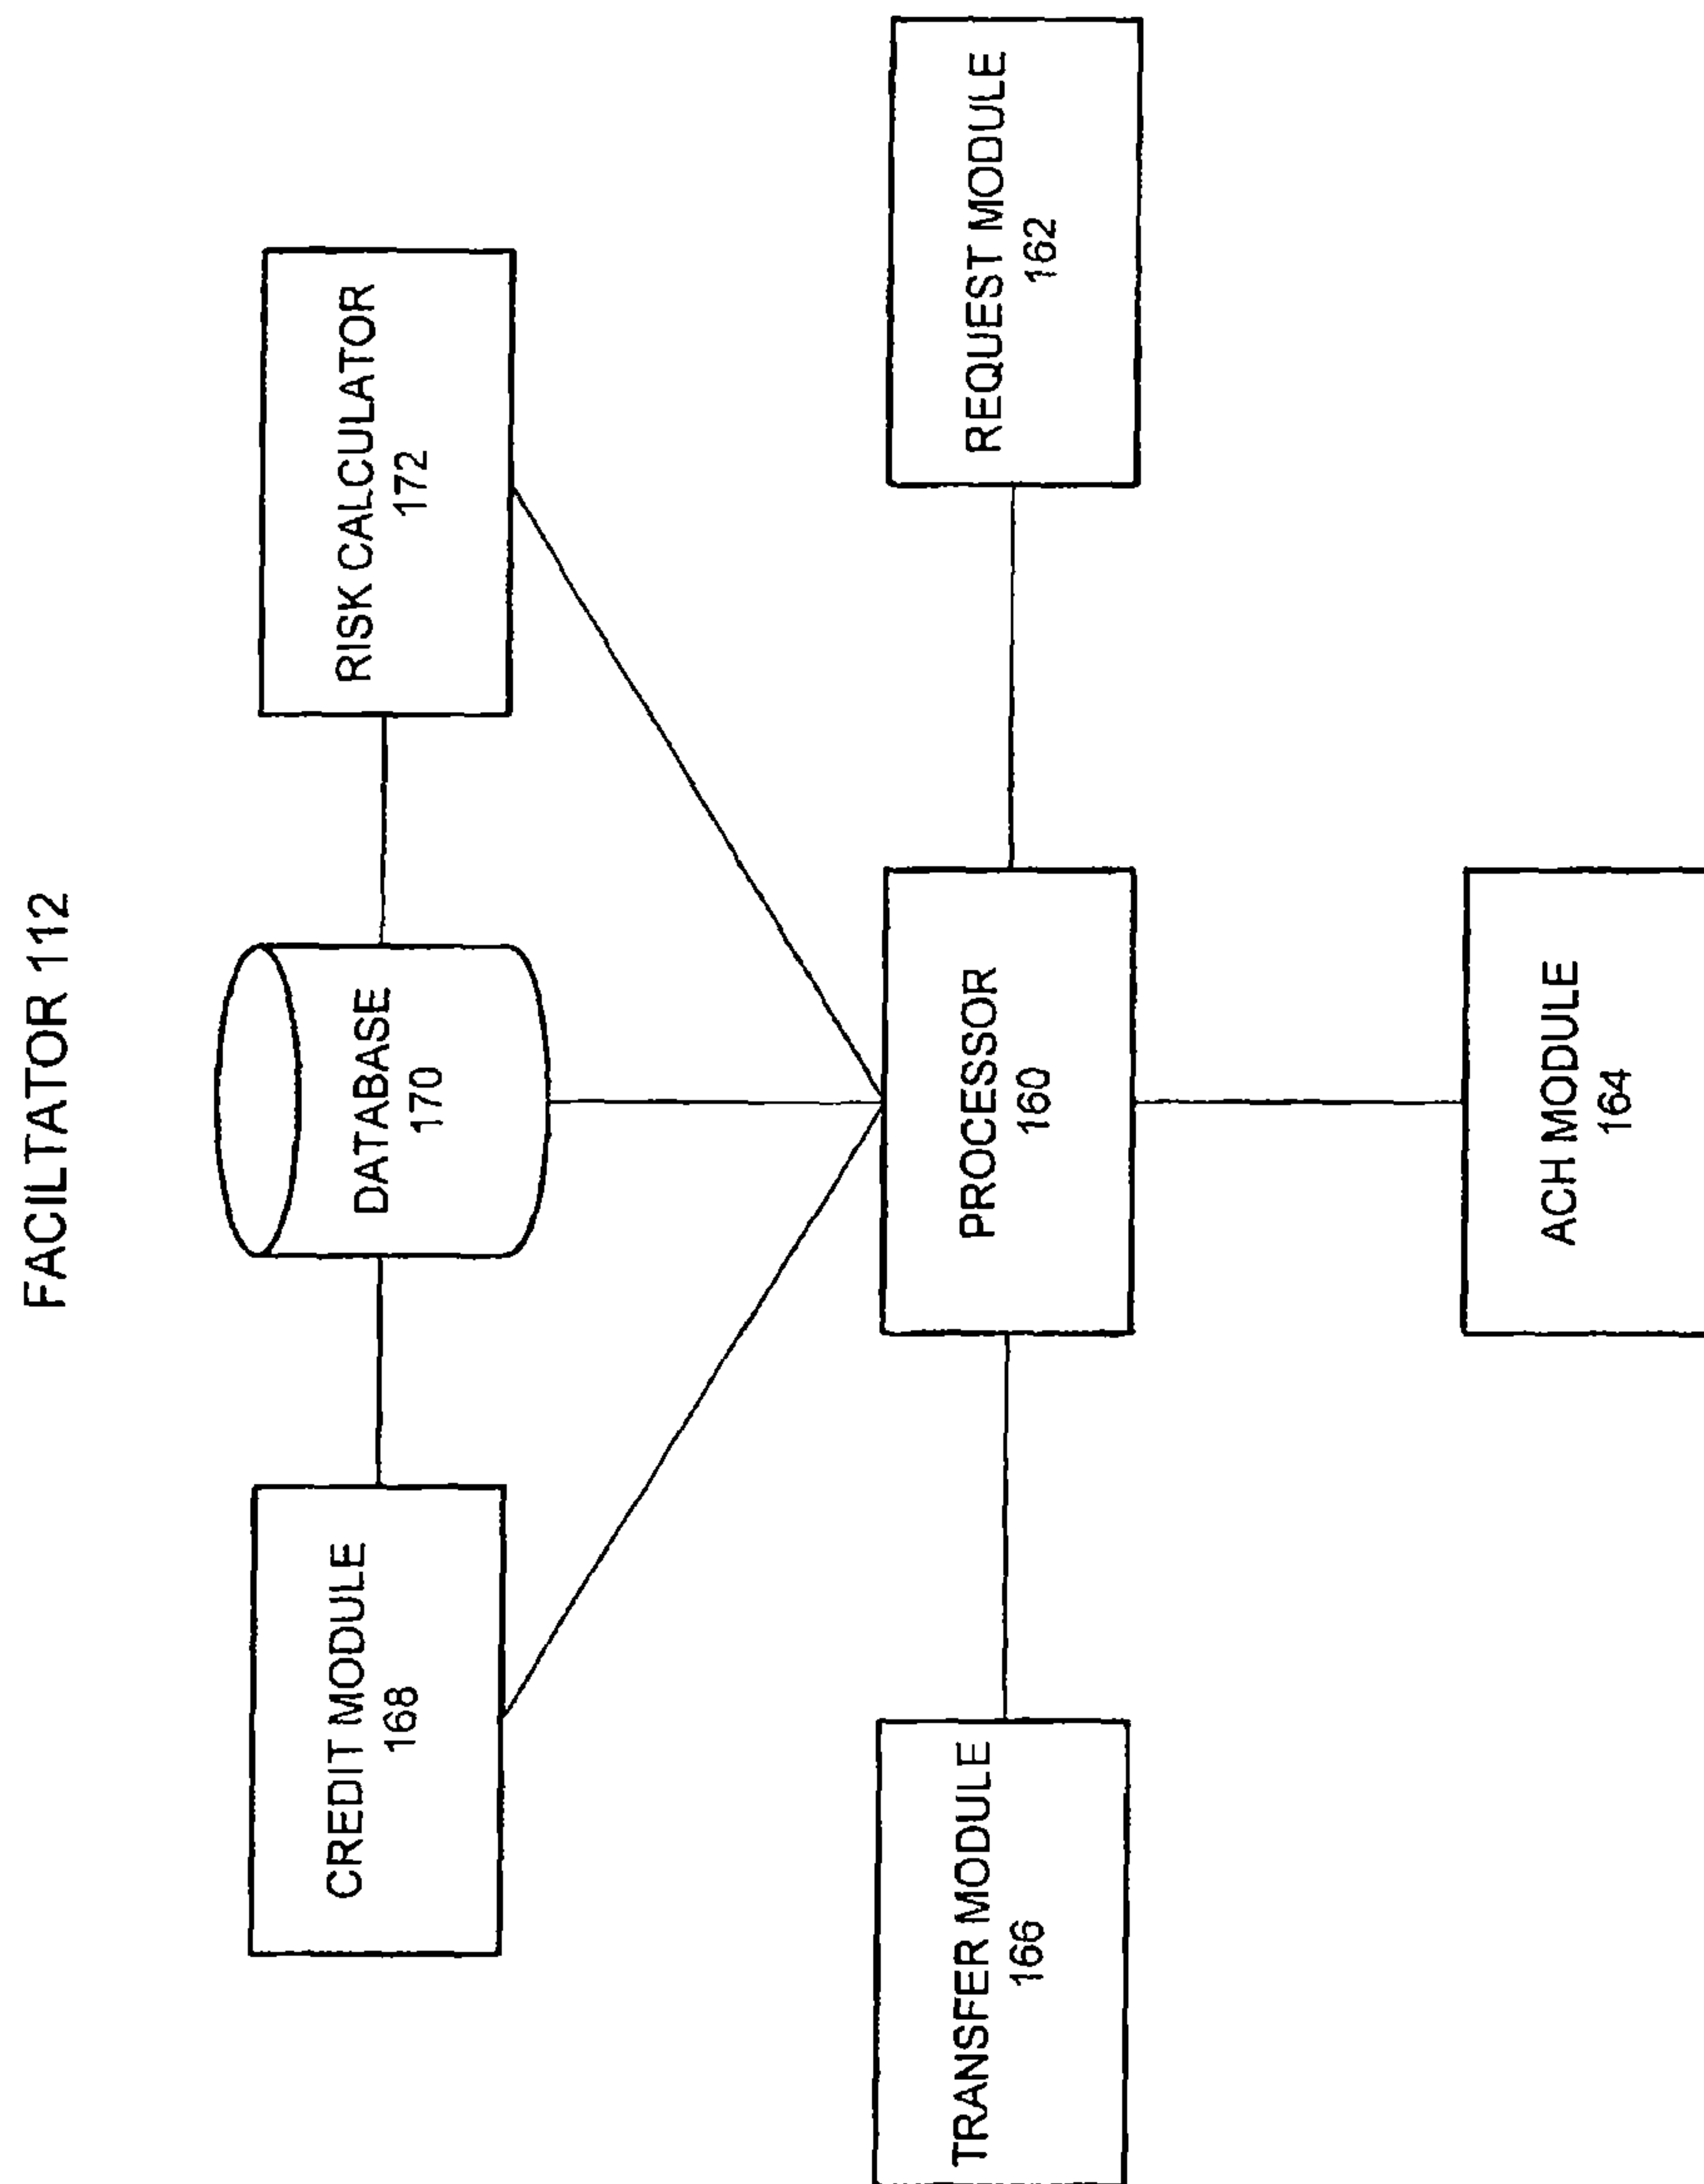 FACILTATOR 112
CREDIT MODULE
168
DATABASE
170
RISK CALCULATOR
172
TRANSFER MODULE
166
PROCESSOR
160
REQUEST MODULE
162
ACH MODULE
164